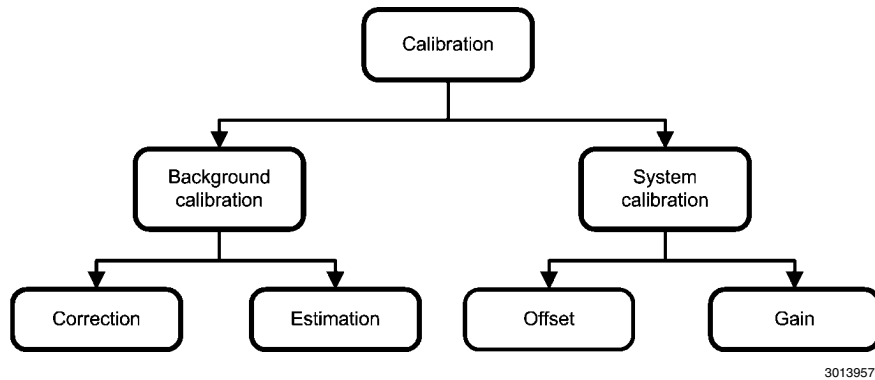 Calibration
Background
calibration
System
calibration
Correction
Estimation
Offset
Gain
3013957